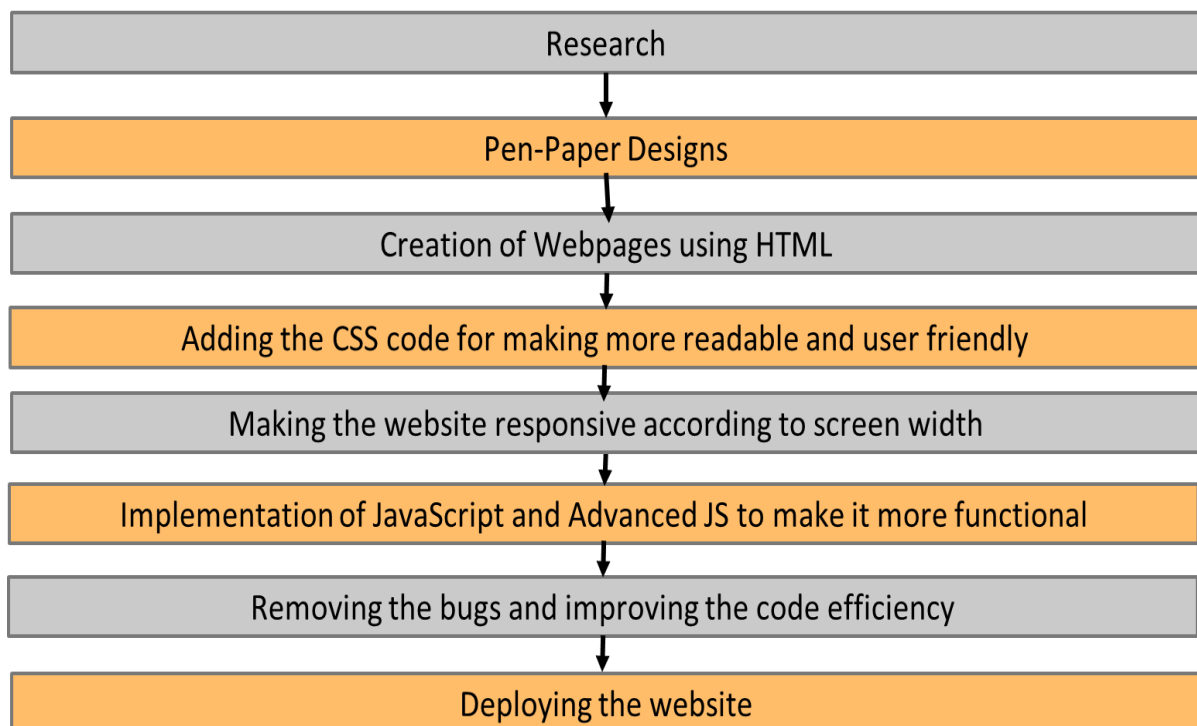 Research
Pen-Paper Designs
Creation of Webpages using HTML
Adding the CSS code for making more readable and user friendly
Making the website responsive according to screen width
Implementation of JavaScript and Advanced JS to make it more functional
Removing the bugs and improving the code efficiency
Deploying the website